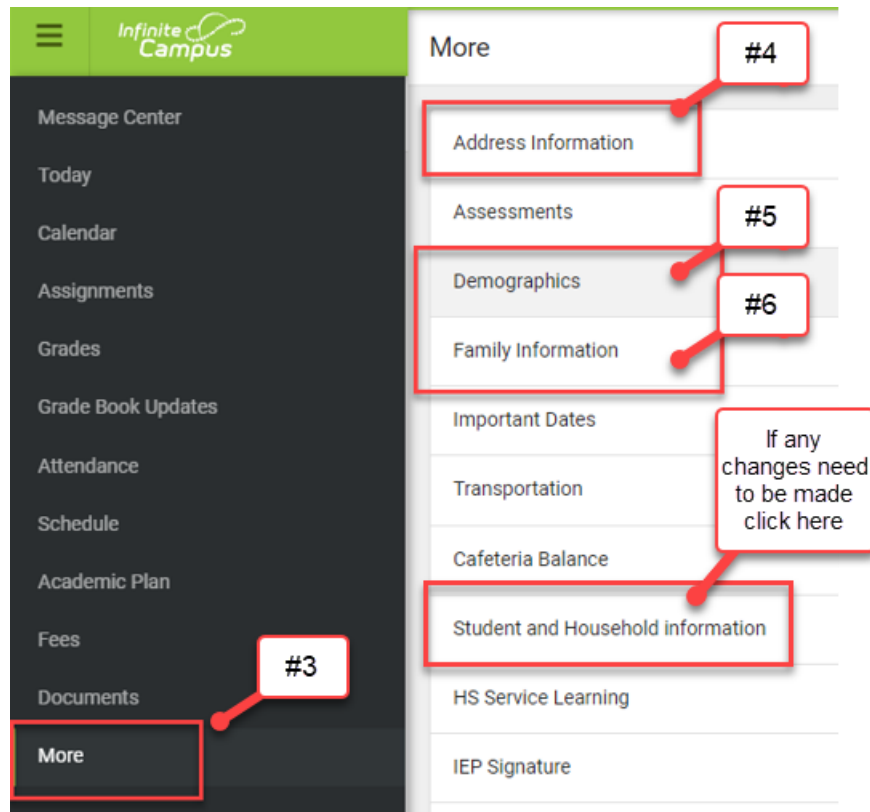 Infinite
Campus
Message Center
Today
Calendar
Assignments
Grades
Grade Book Updates
Attendance
Schedule
Academic Plan
Fees
#3
Documents
More
More
#4
Address Information
Assessments
#5
Demographics
#6
Family Information
Important Dates
If any
changes need
to be made
click here
Transportation
Cafeteria Balance
Student and Household information
HS Service Learning
IEP Signature